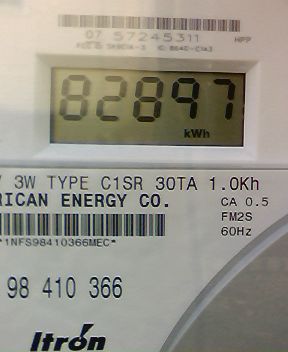 07 57245311
HPP
82897
kWh
3W TYPE C1SR 30TA 1.0Kh
RICAN ENERGY CO.
CA 0.5
FM2S
60Hz
*1NFS98410366MEC*
98 410 366
Itron